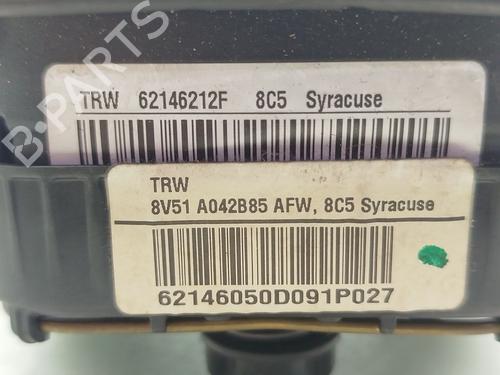 B-PARTS
TRW 62146212F 8C5 Syracuse
TRW
8V51 A042B85 AFW, 8C5 Syracuse
62146050D091P027